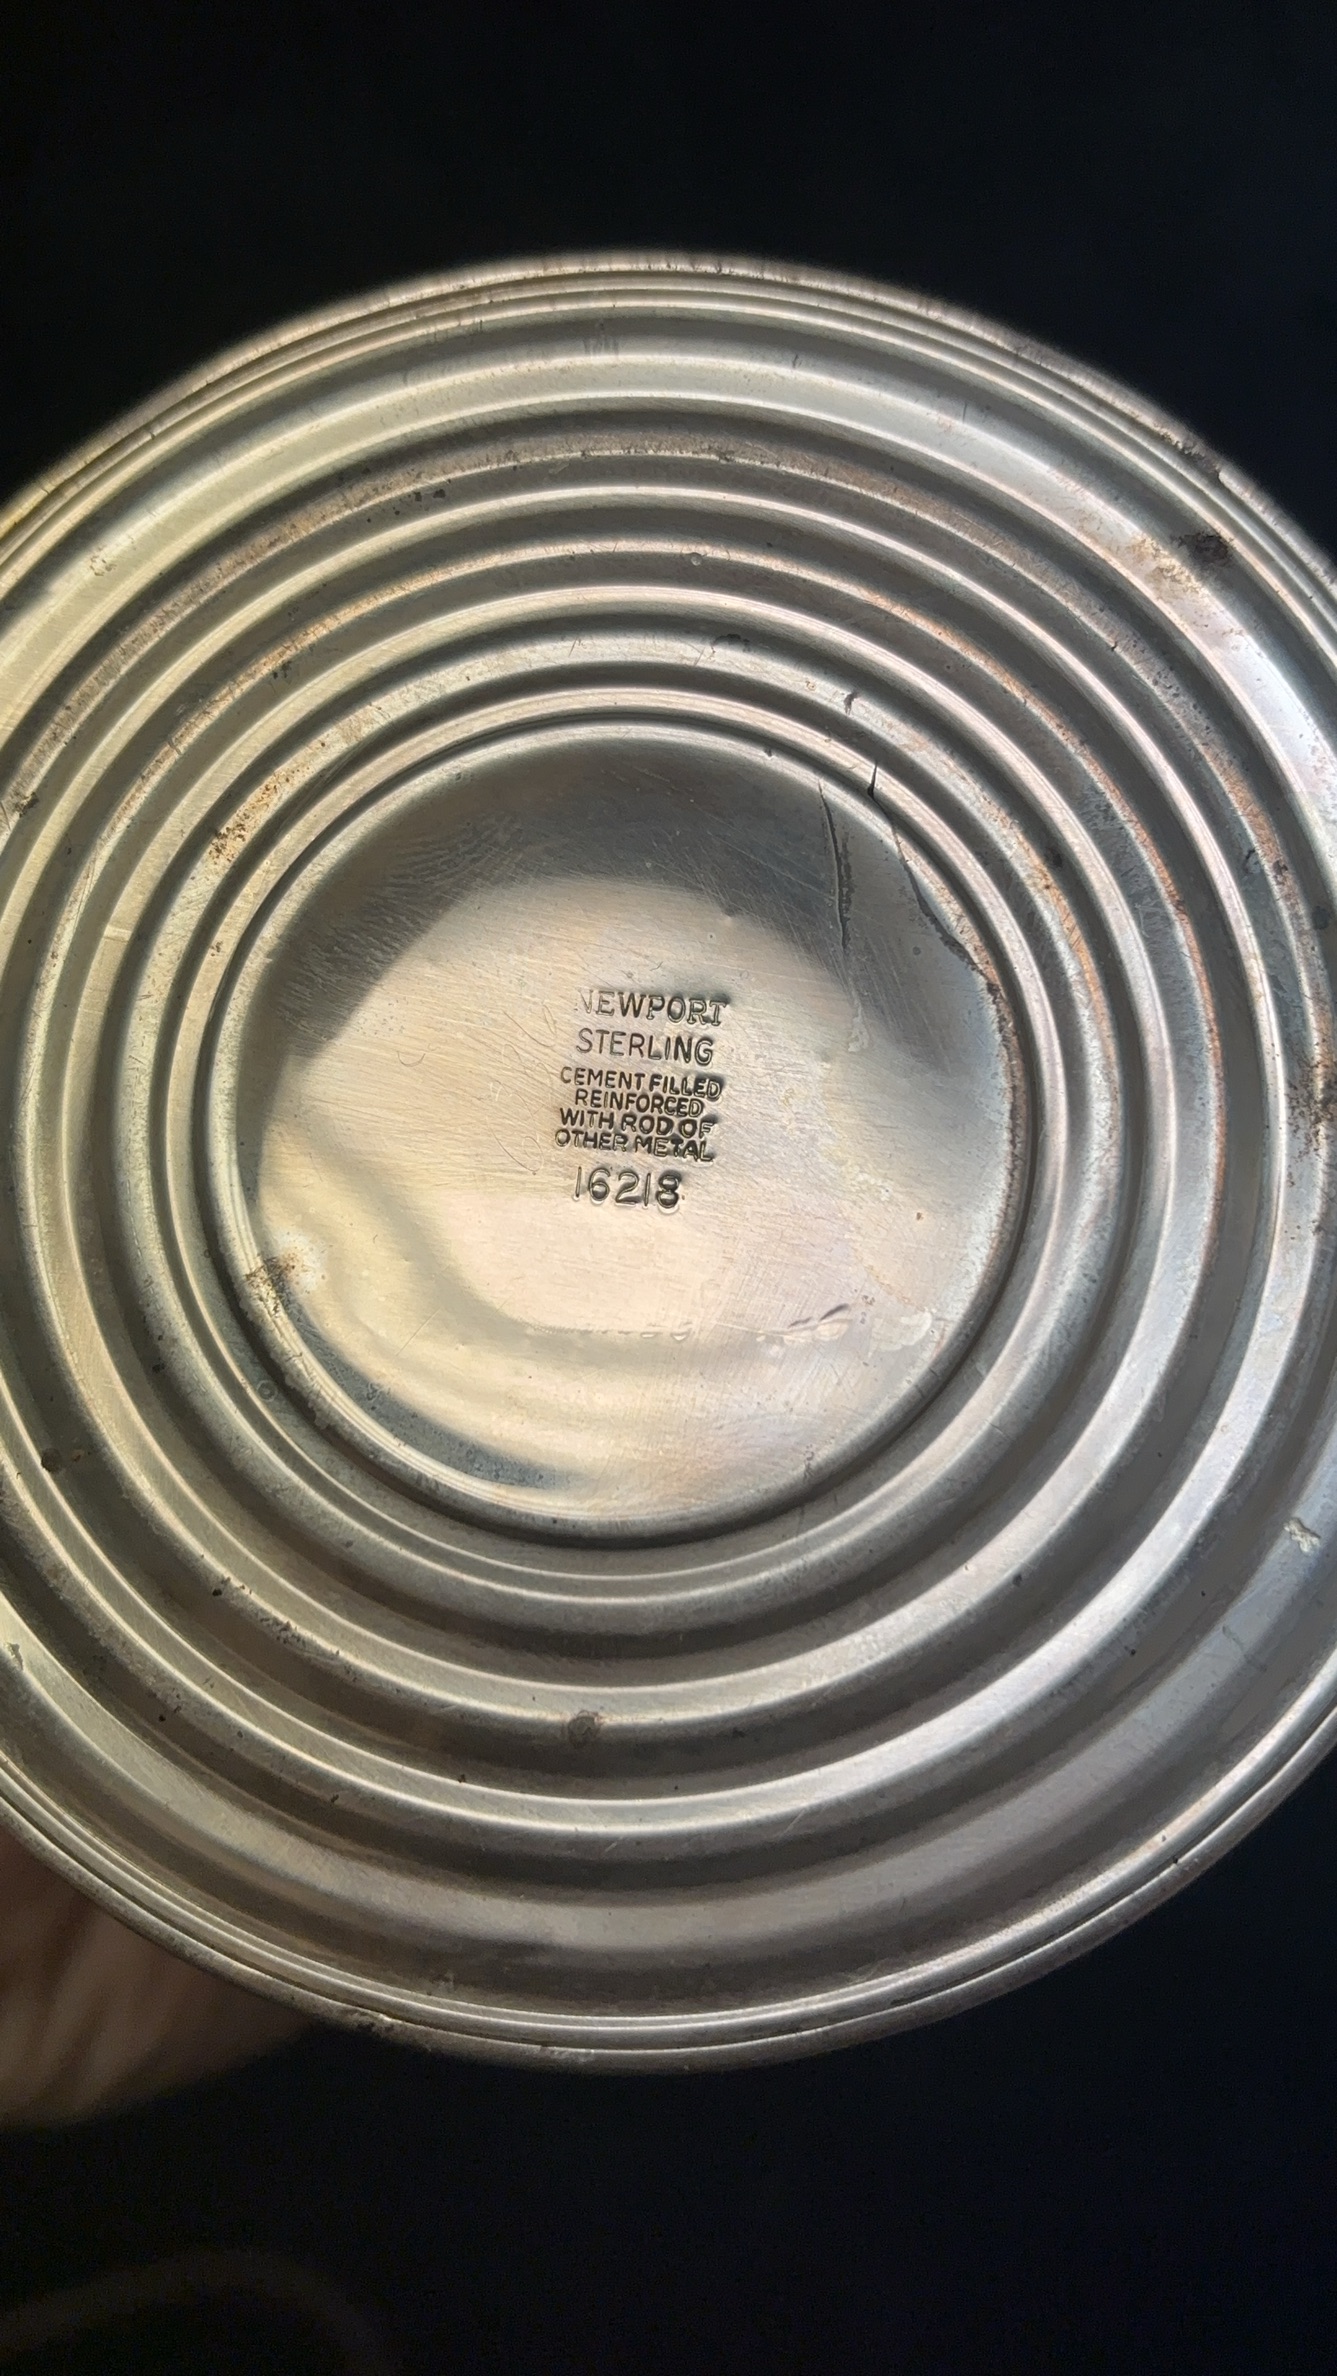 NEWPORT
STERLING
CEMENT FILLED
REINFORCED
WITH ROD OF
OTHER METAL
16218